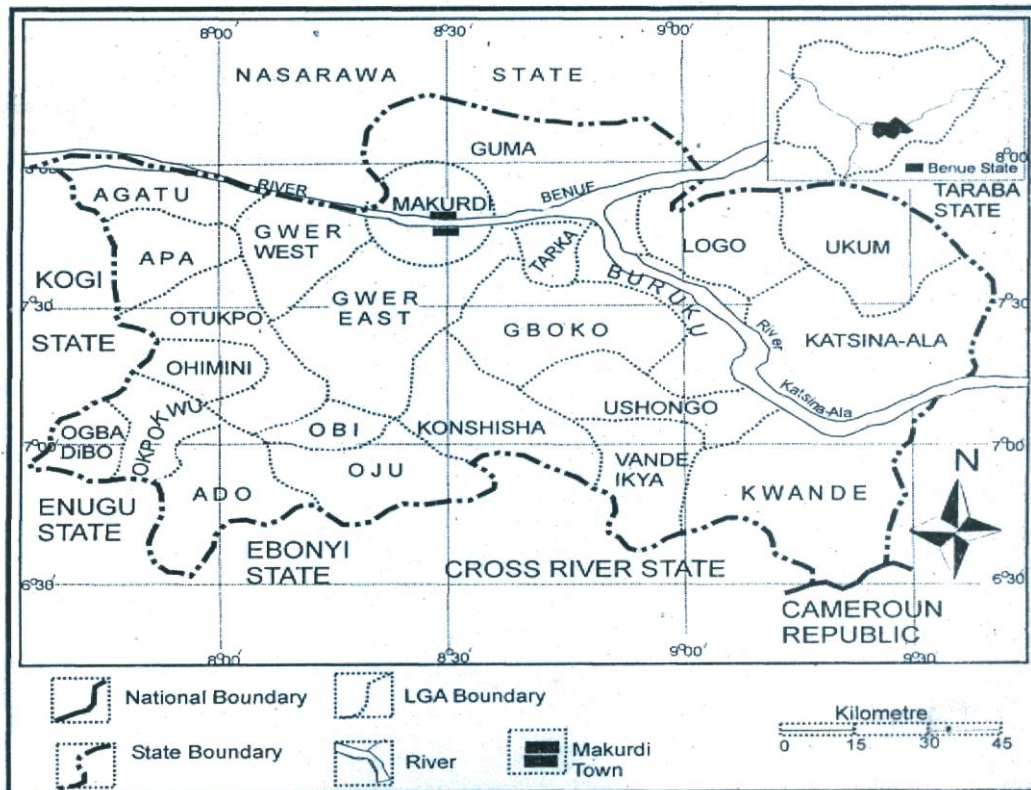 8°00'
8°30'
9°00'
NASARAWA STATE
GUMA
Benue State
8°00'
TARABA
STATE
AGATU
RIVER
MAKURDI
BENUE
GWER
WEST
TARKA
LOGO
UKUM
APA
KOGI
STATE
7°30'
7°30'
GWER
EAST
BURUKU
OTUKPO
GBOKO
River
KATSINA-ALA
OHIMINI
Katsina-Ala
OKPOKWU
USHONGO
OGBA
DiBO
OBI
KONSHISHA
7°00'
7°00'
OJU
VANDE
IKYA
N
ADO
KWANDE
ENUGU
STATE
EBONYI
STATE
CROSS RIVER STATE
6°30'
6°30'
CAMEROUN
REPUBLIC
8°00'
8°30'
9°00'
9°30'
National Boundary
LGA Boundary
State Boundary
River
Makurdi
Town
Kilometre
0 15 30 45